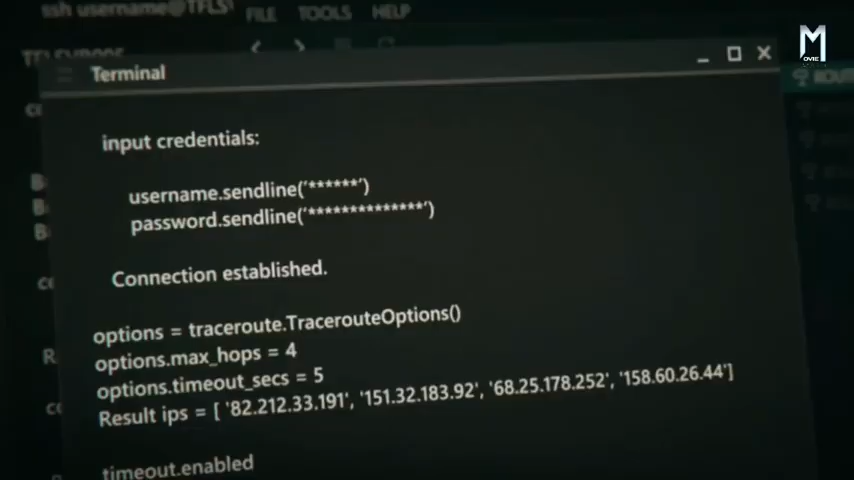 ssh username@TFLS
FILE TOOLS HELP
M
OVIE
Terminal
input credentials:
username.sendline('******')
password.sendline('**************')
Connection established.
options = traceroute.TracerouteOptions()
options.max_hops = 4
options.timeout_secs = 5
Result ips = [ '82.212.33.191', '151.32.183.92', '68.25.178.252', '158.60.26.44']
timeout.enabled